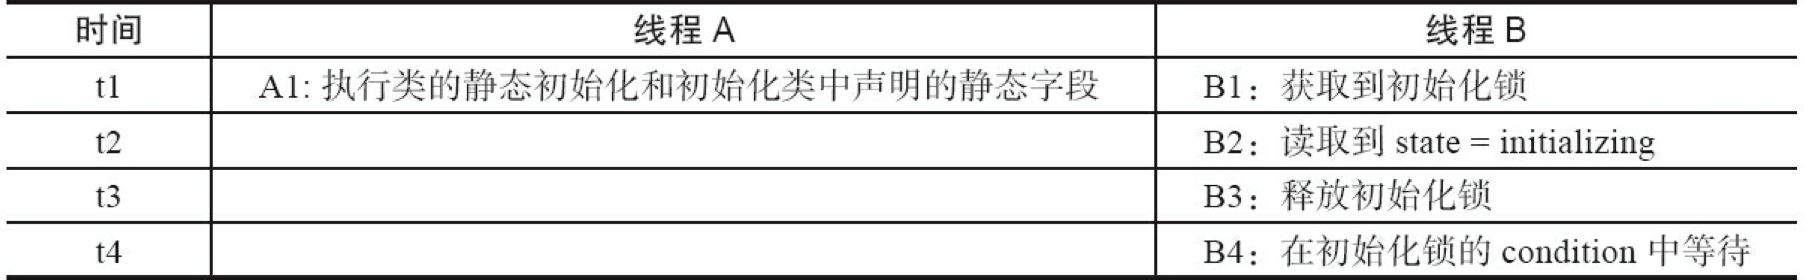 时间 线程 A 线程 B
t1 A1: 执行类的静态初始化和初始化类中声明的静态字段 B1：获取到初始化锁
t2 B2：读取到 state = initializing
t3 B3：释放初始化锁
t4 B4：在初始化锁的 condition 中等待